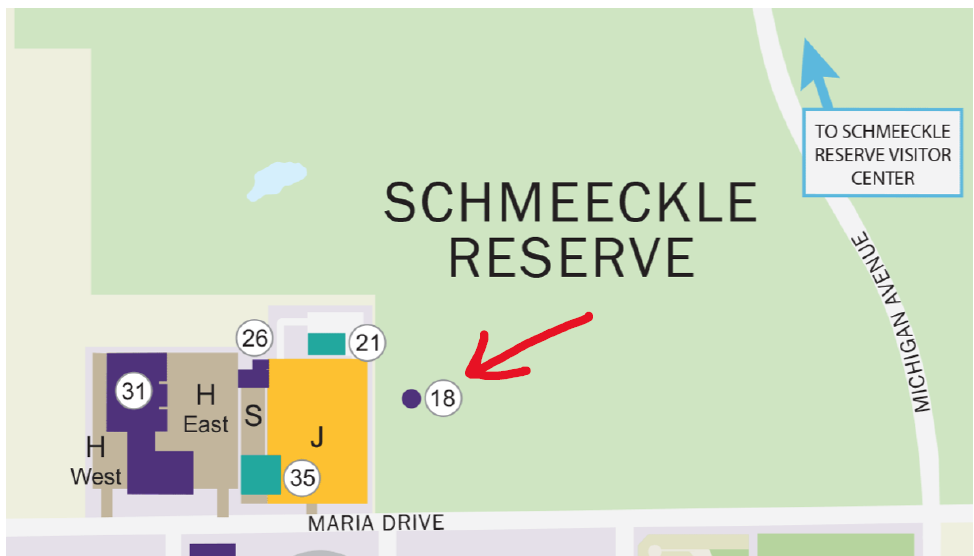 TO SCHMEECKLE
RESERVE VISITOR
CENTER
SCHMEECKLE
RESERVE
MICHIGAN AVENUE
26
21
31
H
East
18
S
J
H
West
35
MARIA DRIVE